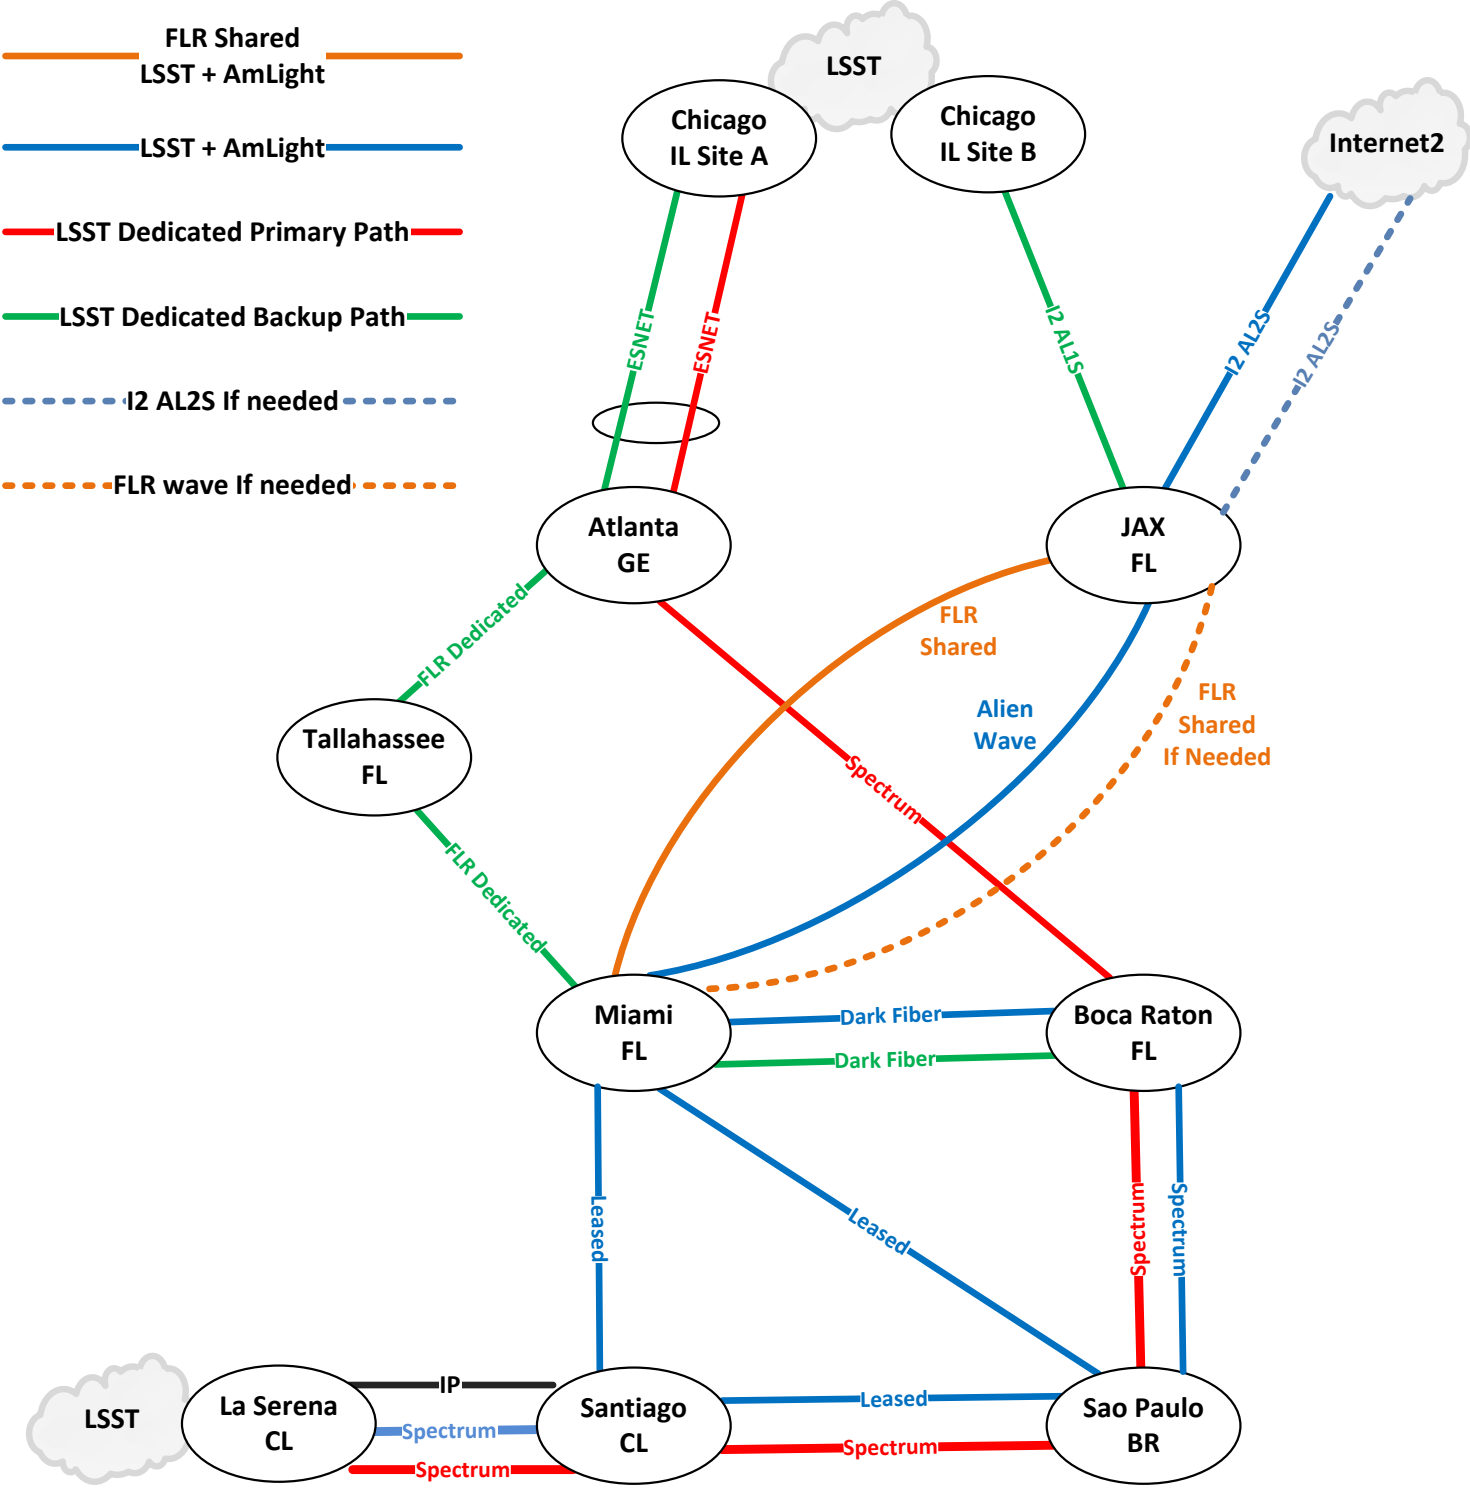 FLR Shared
LSST + AmLight
LSST + AmLight
LSST Dedicated Primary Path
LSST Dedicated Backup Path
I2 AL2S If needed
FLR wave If needed
LSST
Chicago
IL Site A
Chicago
IL Site B
Internet2
ESNET
ESNET
I2 AL1S
I2 AL2S
I2 AL2S
Atlanta
GE
JAX
FL
FLR Dedicated
FLR
Shared
Tallahassee
FL
Alien
Wave
FLR
Shared
If Needed
Spectrum
FLR Dedicated
Miami
FL
Dark Fiber
Dark Fiber
Boca Raton
FL
Leased
Leased
Spectrum
Spectrum
LSST
La Serena
CL
IP
Spectrum
Spectrum
Santiago
CL
Leased
Spectrum
Sao Paulo
BR